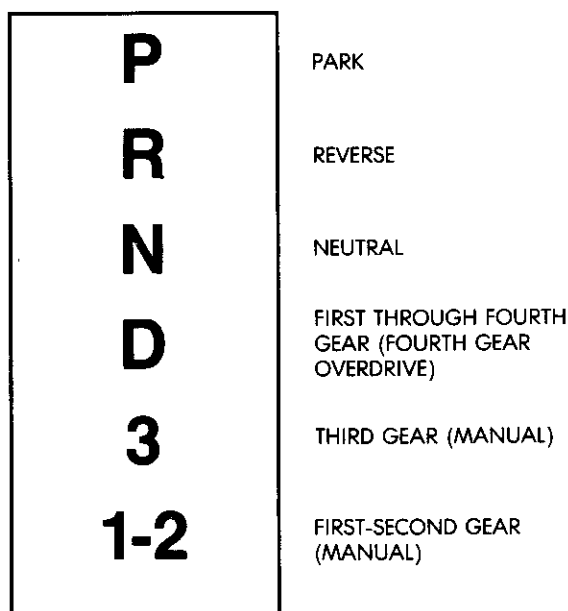 P PARK
R REVERSE
N NEUTRAL
D FIRST THROUGH FOURTH
GEAR (FOURTH GEAR
OVERDRIVE)
3 THIRD GEAR (MANUAL)
1-2 FIRST-SECOND GEAR
(MANUAL)